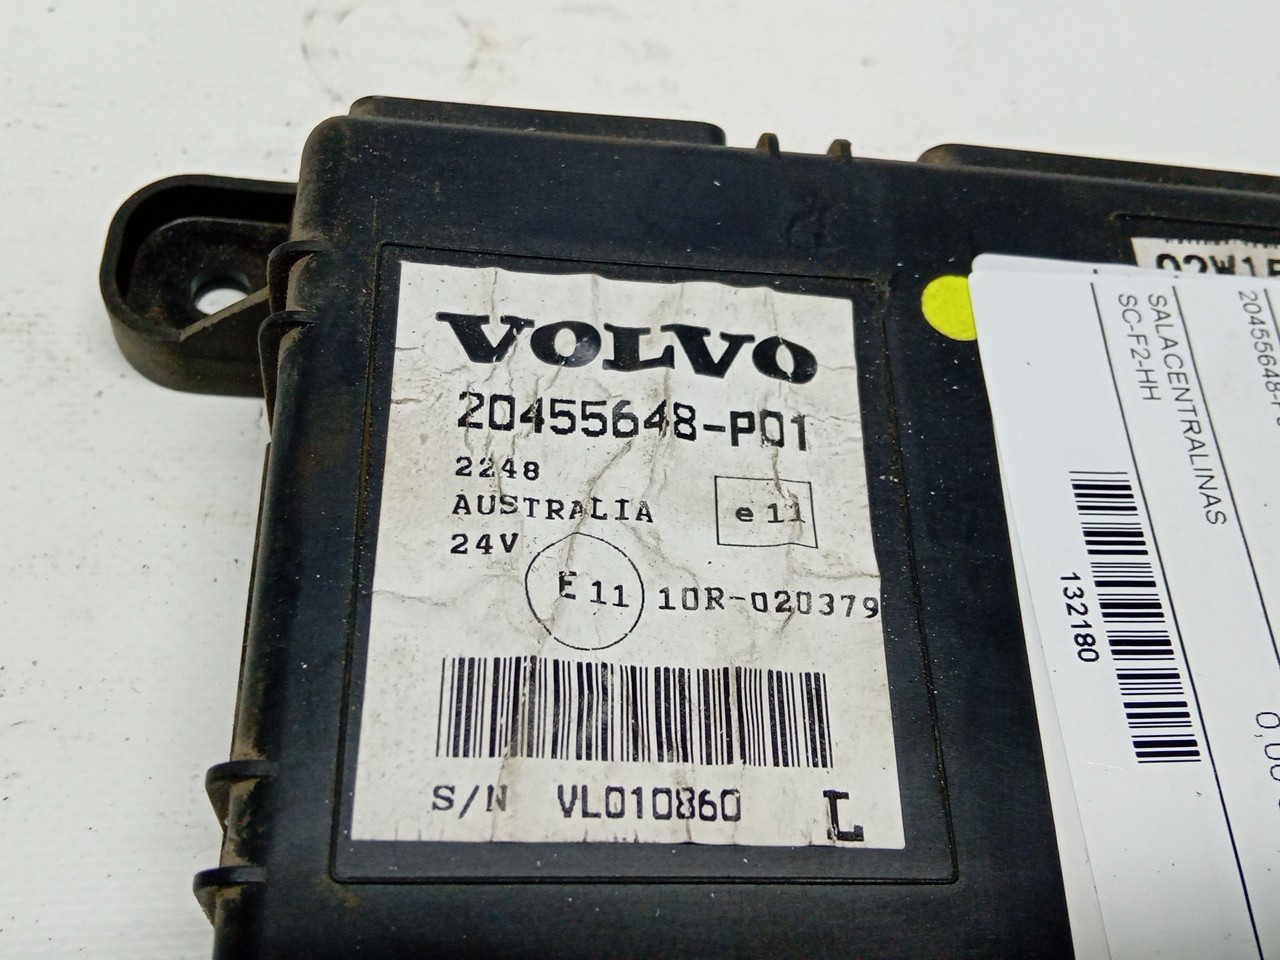 VOLVO
20455648-P01
2248
AUSTRALIA
24V
e 11
E 11 10R-020379
S/N VL010860 L
SALACENTRALINAS
SC-F2-HH
132180